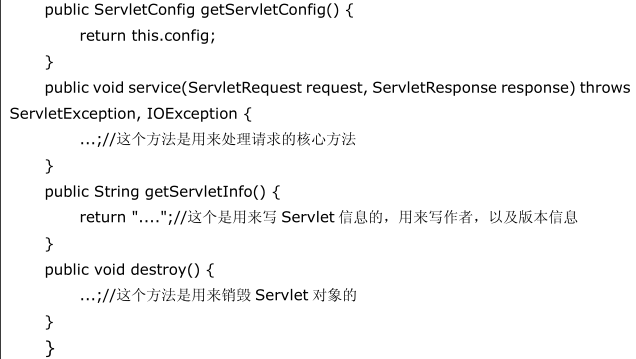 public ServletConfig getServletConfig() {
return this.config;
}
public void service(ServletRequest request, ServletResponse response) throws
ServletException, IOException {
...;//这个方法是用来处理请求的核心方法
}
public String getServletInfo() {
return "....";//这个是用来写 Servlet 信息的，用来写作者，以及版本信息
}
public void destroy() {
...;//这个方法是用来销毁 Servlet 对象的
}
}